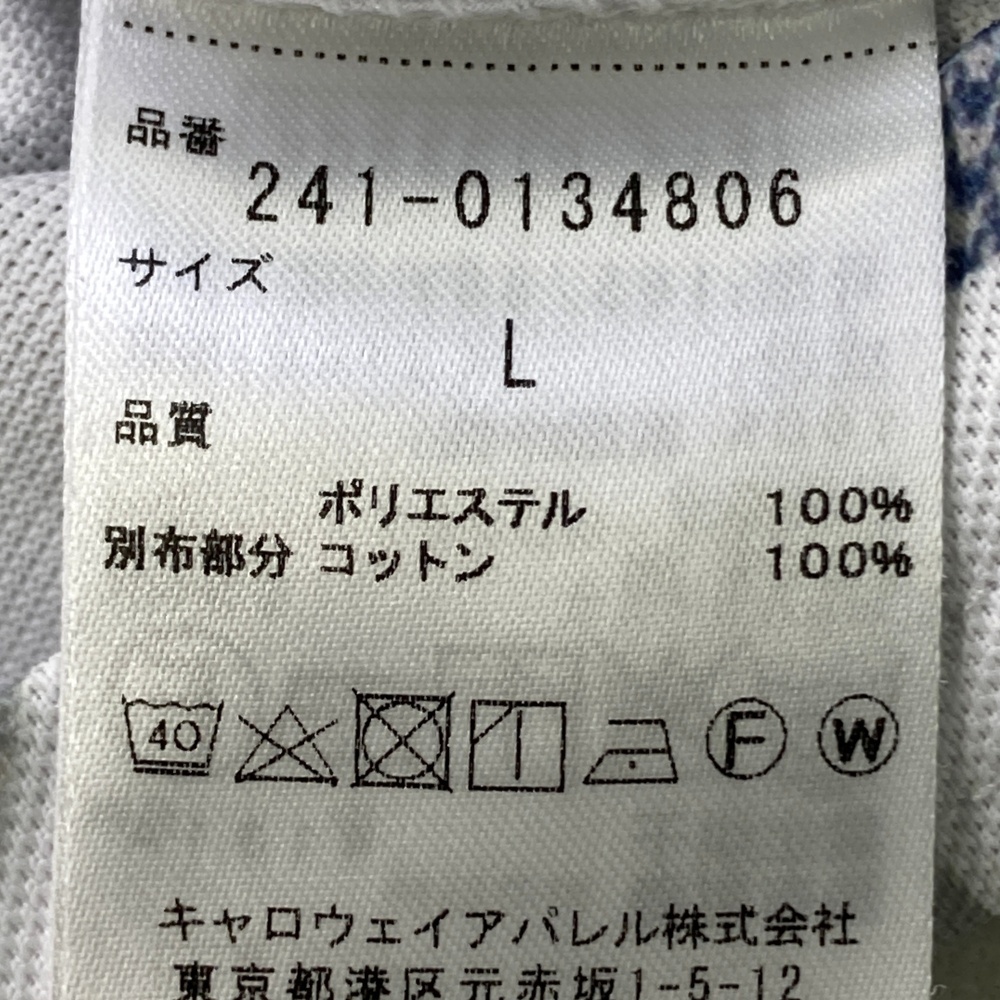 品番
241-0134806
サイズ
L
品質
ポリエステル 100%
別布部分 コットン 100%
40 F W
キャロウェイアパレル株式会社
東京都港区元赤坂1-5-12